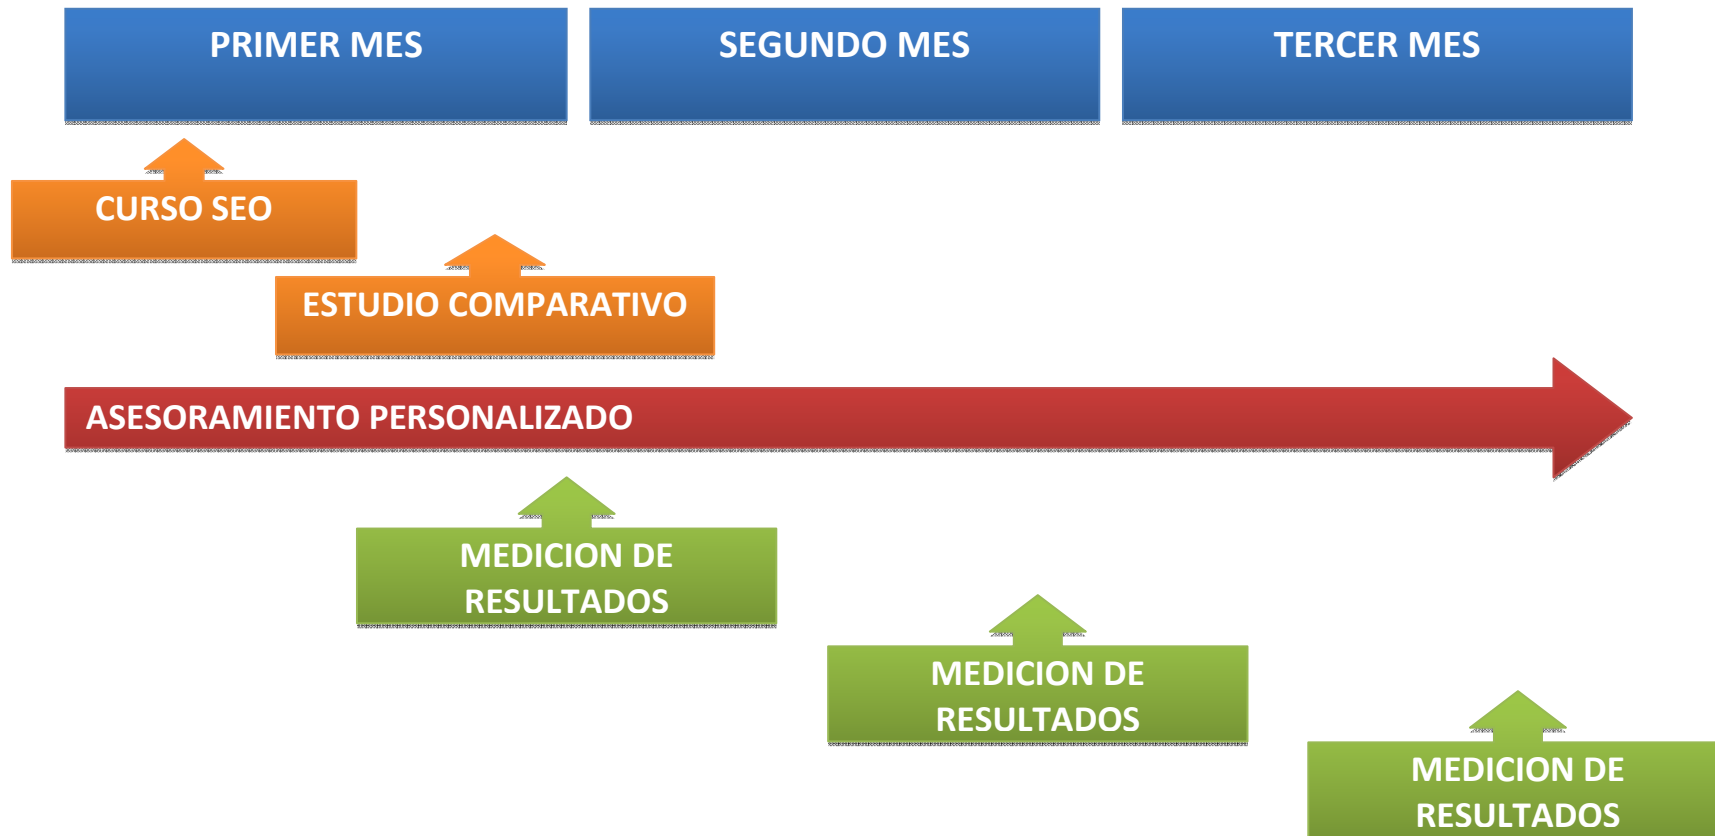 PRIMER MES
SEGUNDO MES
TERCER MES
CURSO SEO
ESTUDIO COMPARATIVO
ASESORAMIENTO PERSONALIZADO
MEDICION DE
RESULTADOS
MEDICION DE
RESULTADOS
MEDICION DE
RESULTADOS